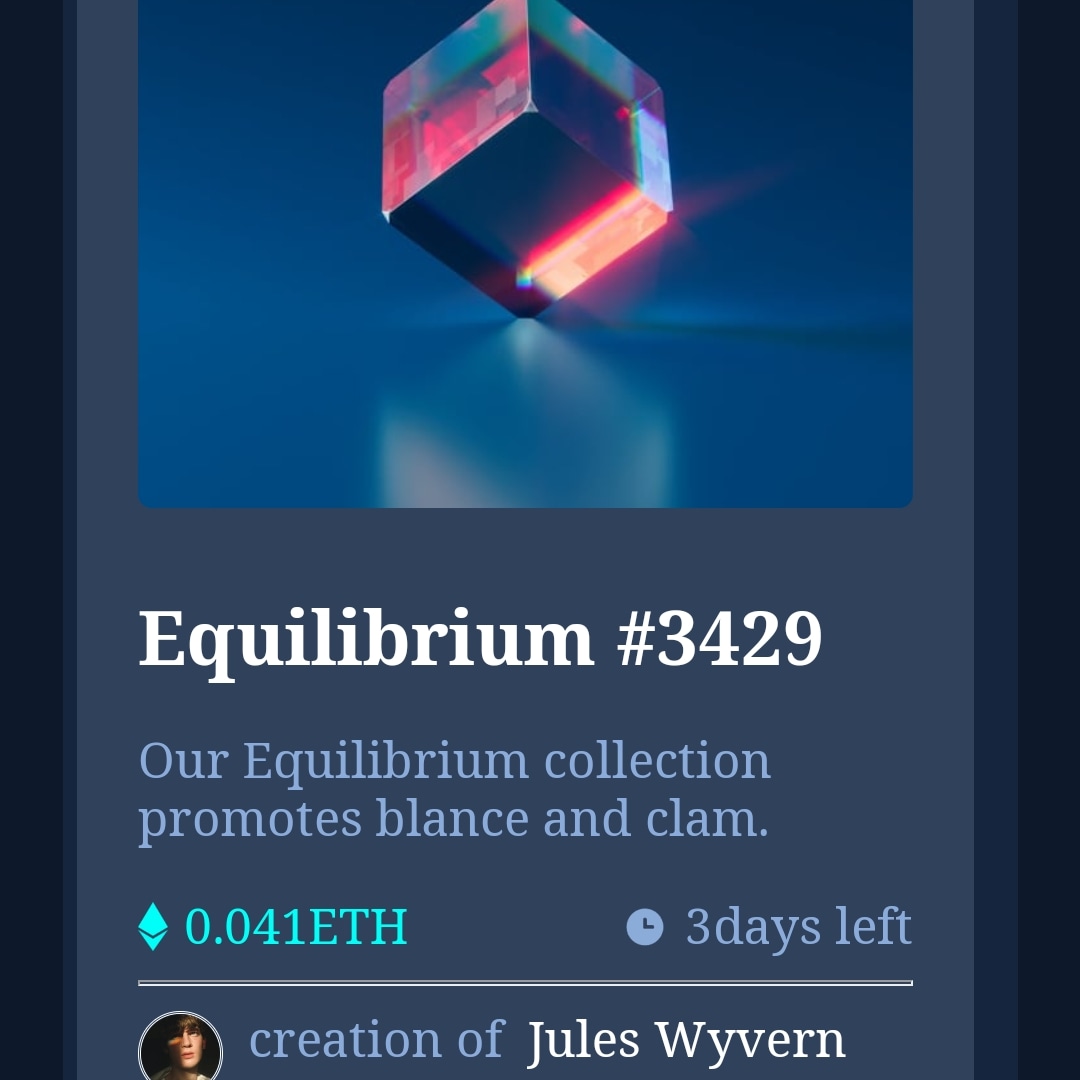 Equilibrium #3429
Our Equilibrium collection
promotes blance and clam.
0.041ETH
3days left
creation of Jules Wyvern